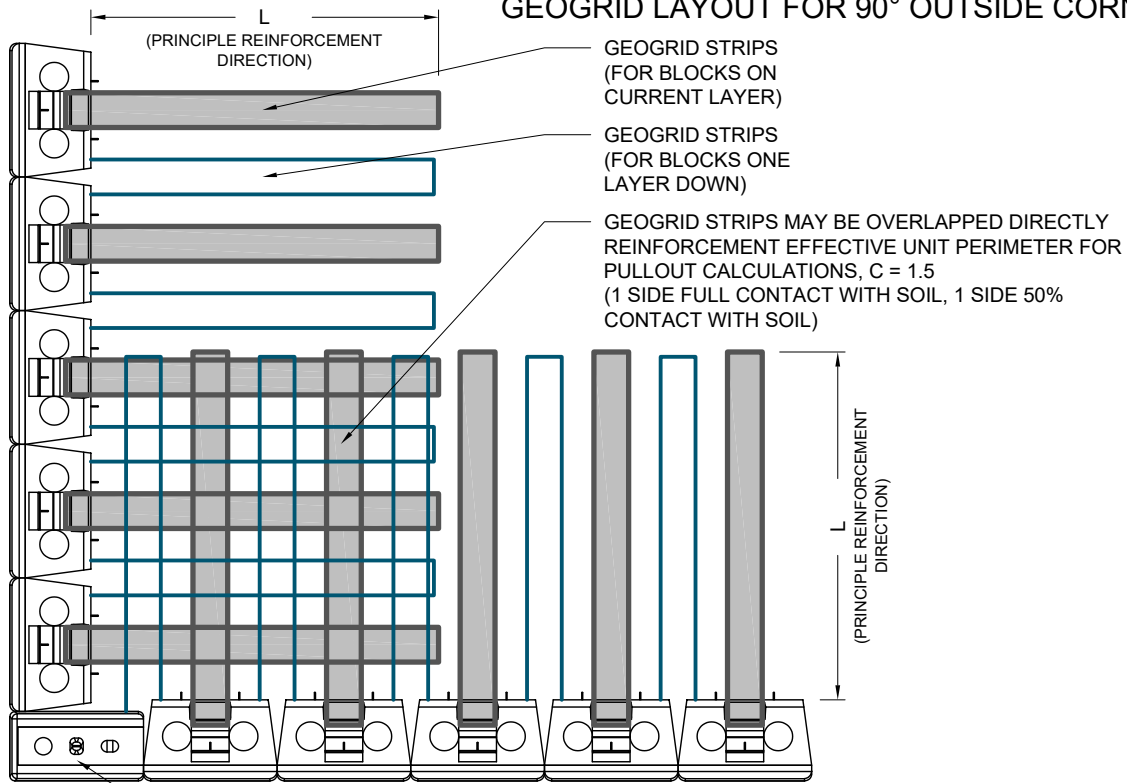 GEOGRID LAYOUT FOR 90° OUTSIDE
L
(PRINCIPLE REINFORCEMENT
DIRECTION)
GEOGRID STRIPS
(FOR BLOCKS ON
CURRENT LAYER)
GEOGRID STRIPS
(FOR BLOCKS ONE
LAYER DOWN)
GEOGRID STRIPS MAY BE OVERLAPPED DIRECTLY
REINFORCEMENT EFFECTIVE UNIT PERIMETER FOR
PULLOUT CALCULATIONS, C = 1.5
(1 SIDE FULL CONTACT WITH SOIL, 1 SIDE 50%
CONTACT WITH SOIL)
L
(PRINCIPLE REINFORCEMENT
DIRECTION)